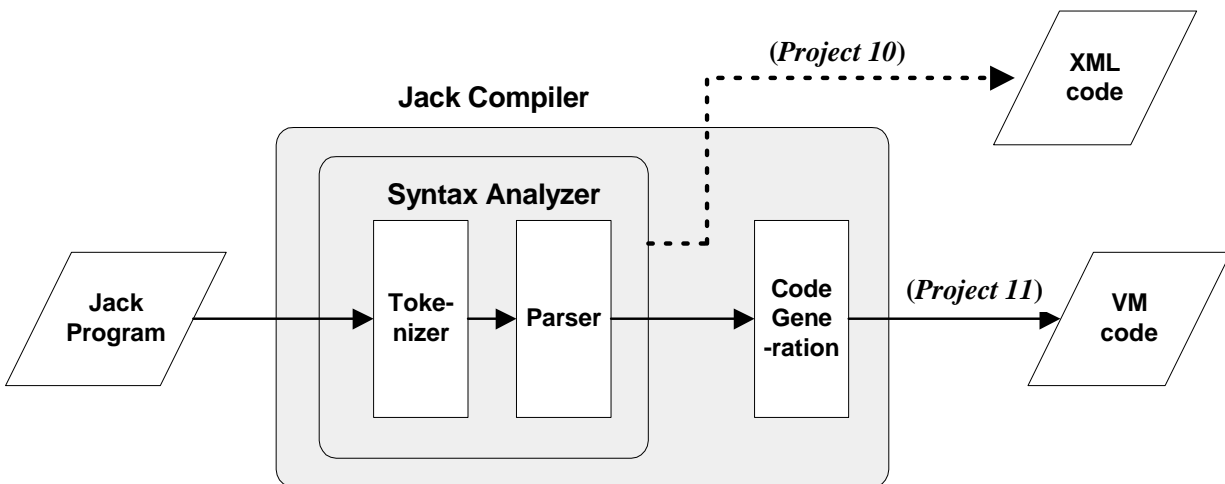 (Project 10)
XML
code
Jack Compiler
Syntax Analyzer
Jack
Program
Toke-
nizer
Parser
Code
Gene
-ration
(Project 11)
VM
code